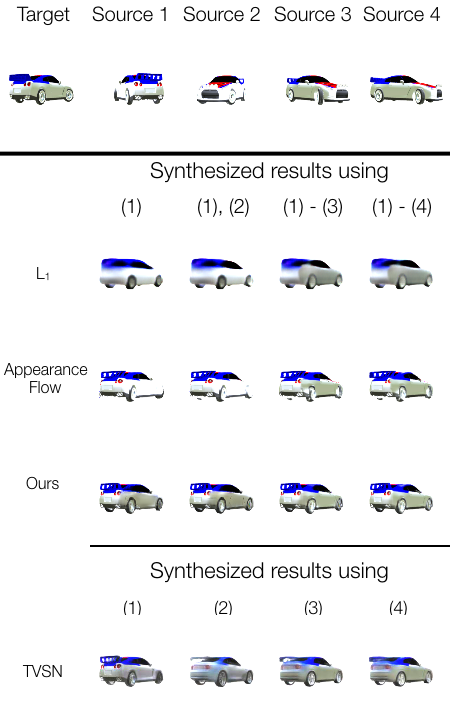 Target Source 1 Source 2 Source 3 Source 4
Synthesized results using
(1) (1), (2) (1) - (3) (1) - (4)
L₁
Appearance
Flow
Ours
Synthesized results using
(1) (2) (3) (4)
TVSN